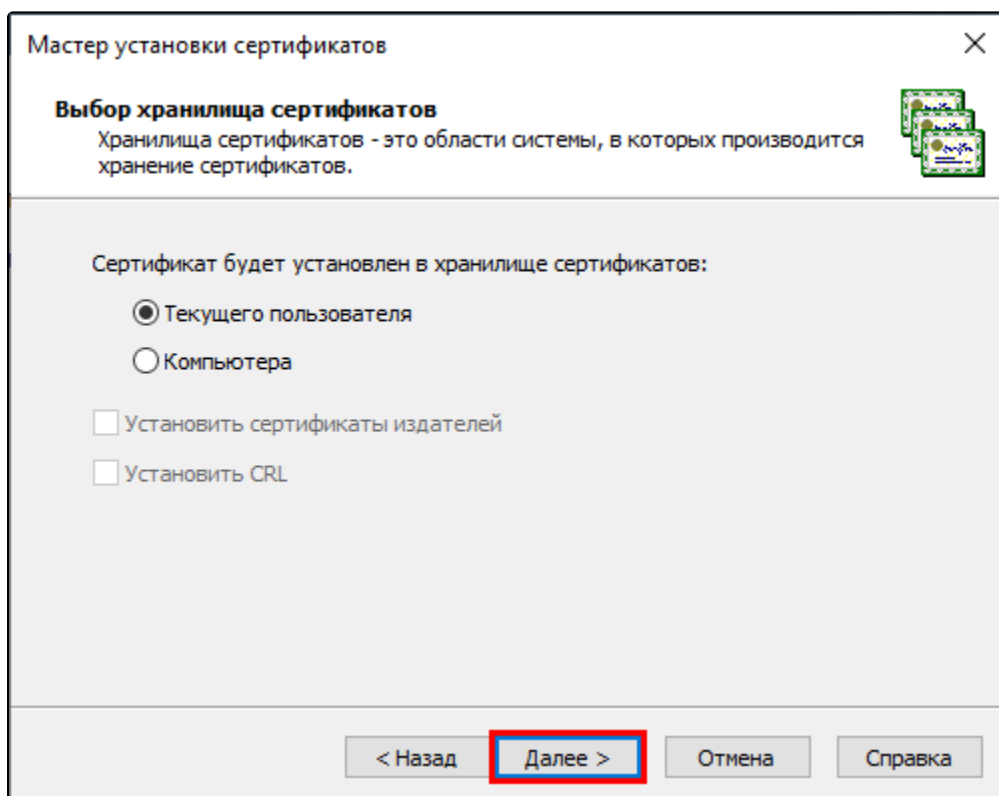 Мастер установки сертификатов
Выбор хранилища сертификатов
Хранилища сертификатов - это области системы, в которых производится
хранение сертификатов.
Сертификат будет установлен в хранилище сертификатов:
Текущего пользователя
Компьютера
Установить сертификаты издателей
Установить CRL
< Назад Далее > Отмена Справка